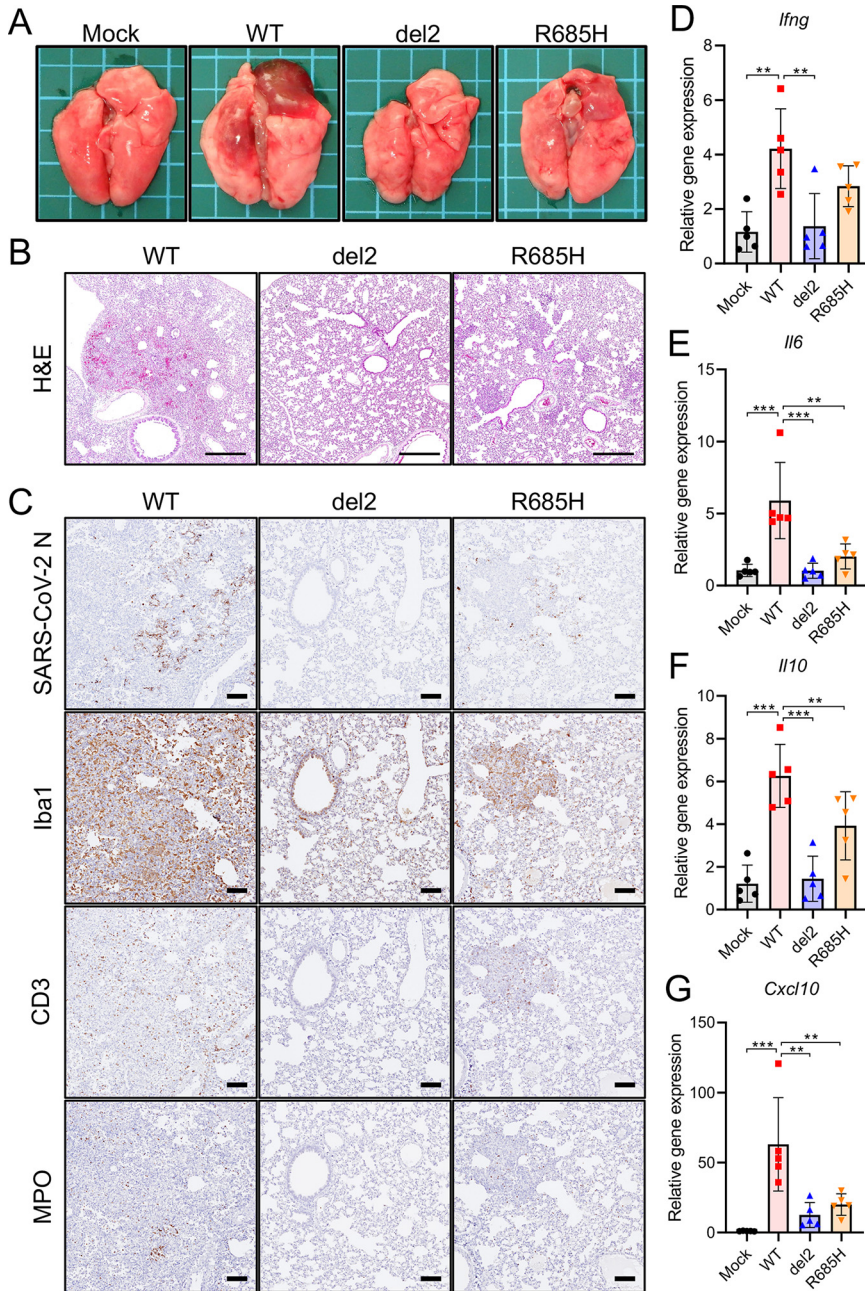 A
Mock WT del2 R685H
B
WT del2 R685H
H&E
C
WT del2 R685H
SARS-CoV-2 N
Iba1
CD3
MPO
D
Ifng
** **
Relative gene expression
8
6
4
2
0
Mock WT del2 R685H
E
Il6
**
*** ***
Relative gene expression
15
10
5
0
Mock WT del2 R685H
F
Il10
**
*** ***
Relative gene expression
10
8
6
4
2
0
Mock WT del2 R685H
G
Cxcl10
**
*** **
Relative gene expression
150
100
50
0
Mock WT del2 R685H